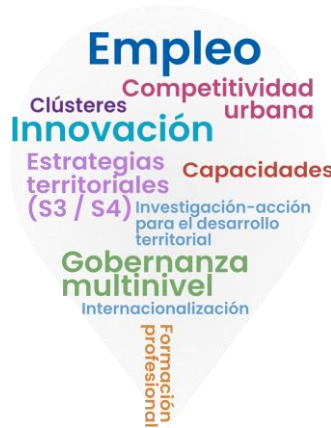 Empleo
Competitividad
urbana
Clústeres
Innovación
Estrategias
territoriales
(S3 / S4)
Capacidades
Investigación-acción
para el desarrollo
territorial
Gobernanza
multinivel
Internacionalización
Formación
profesional